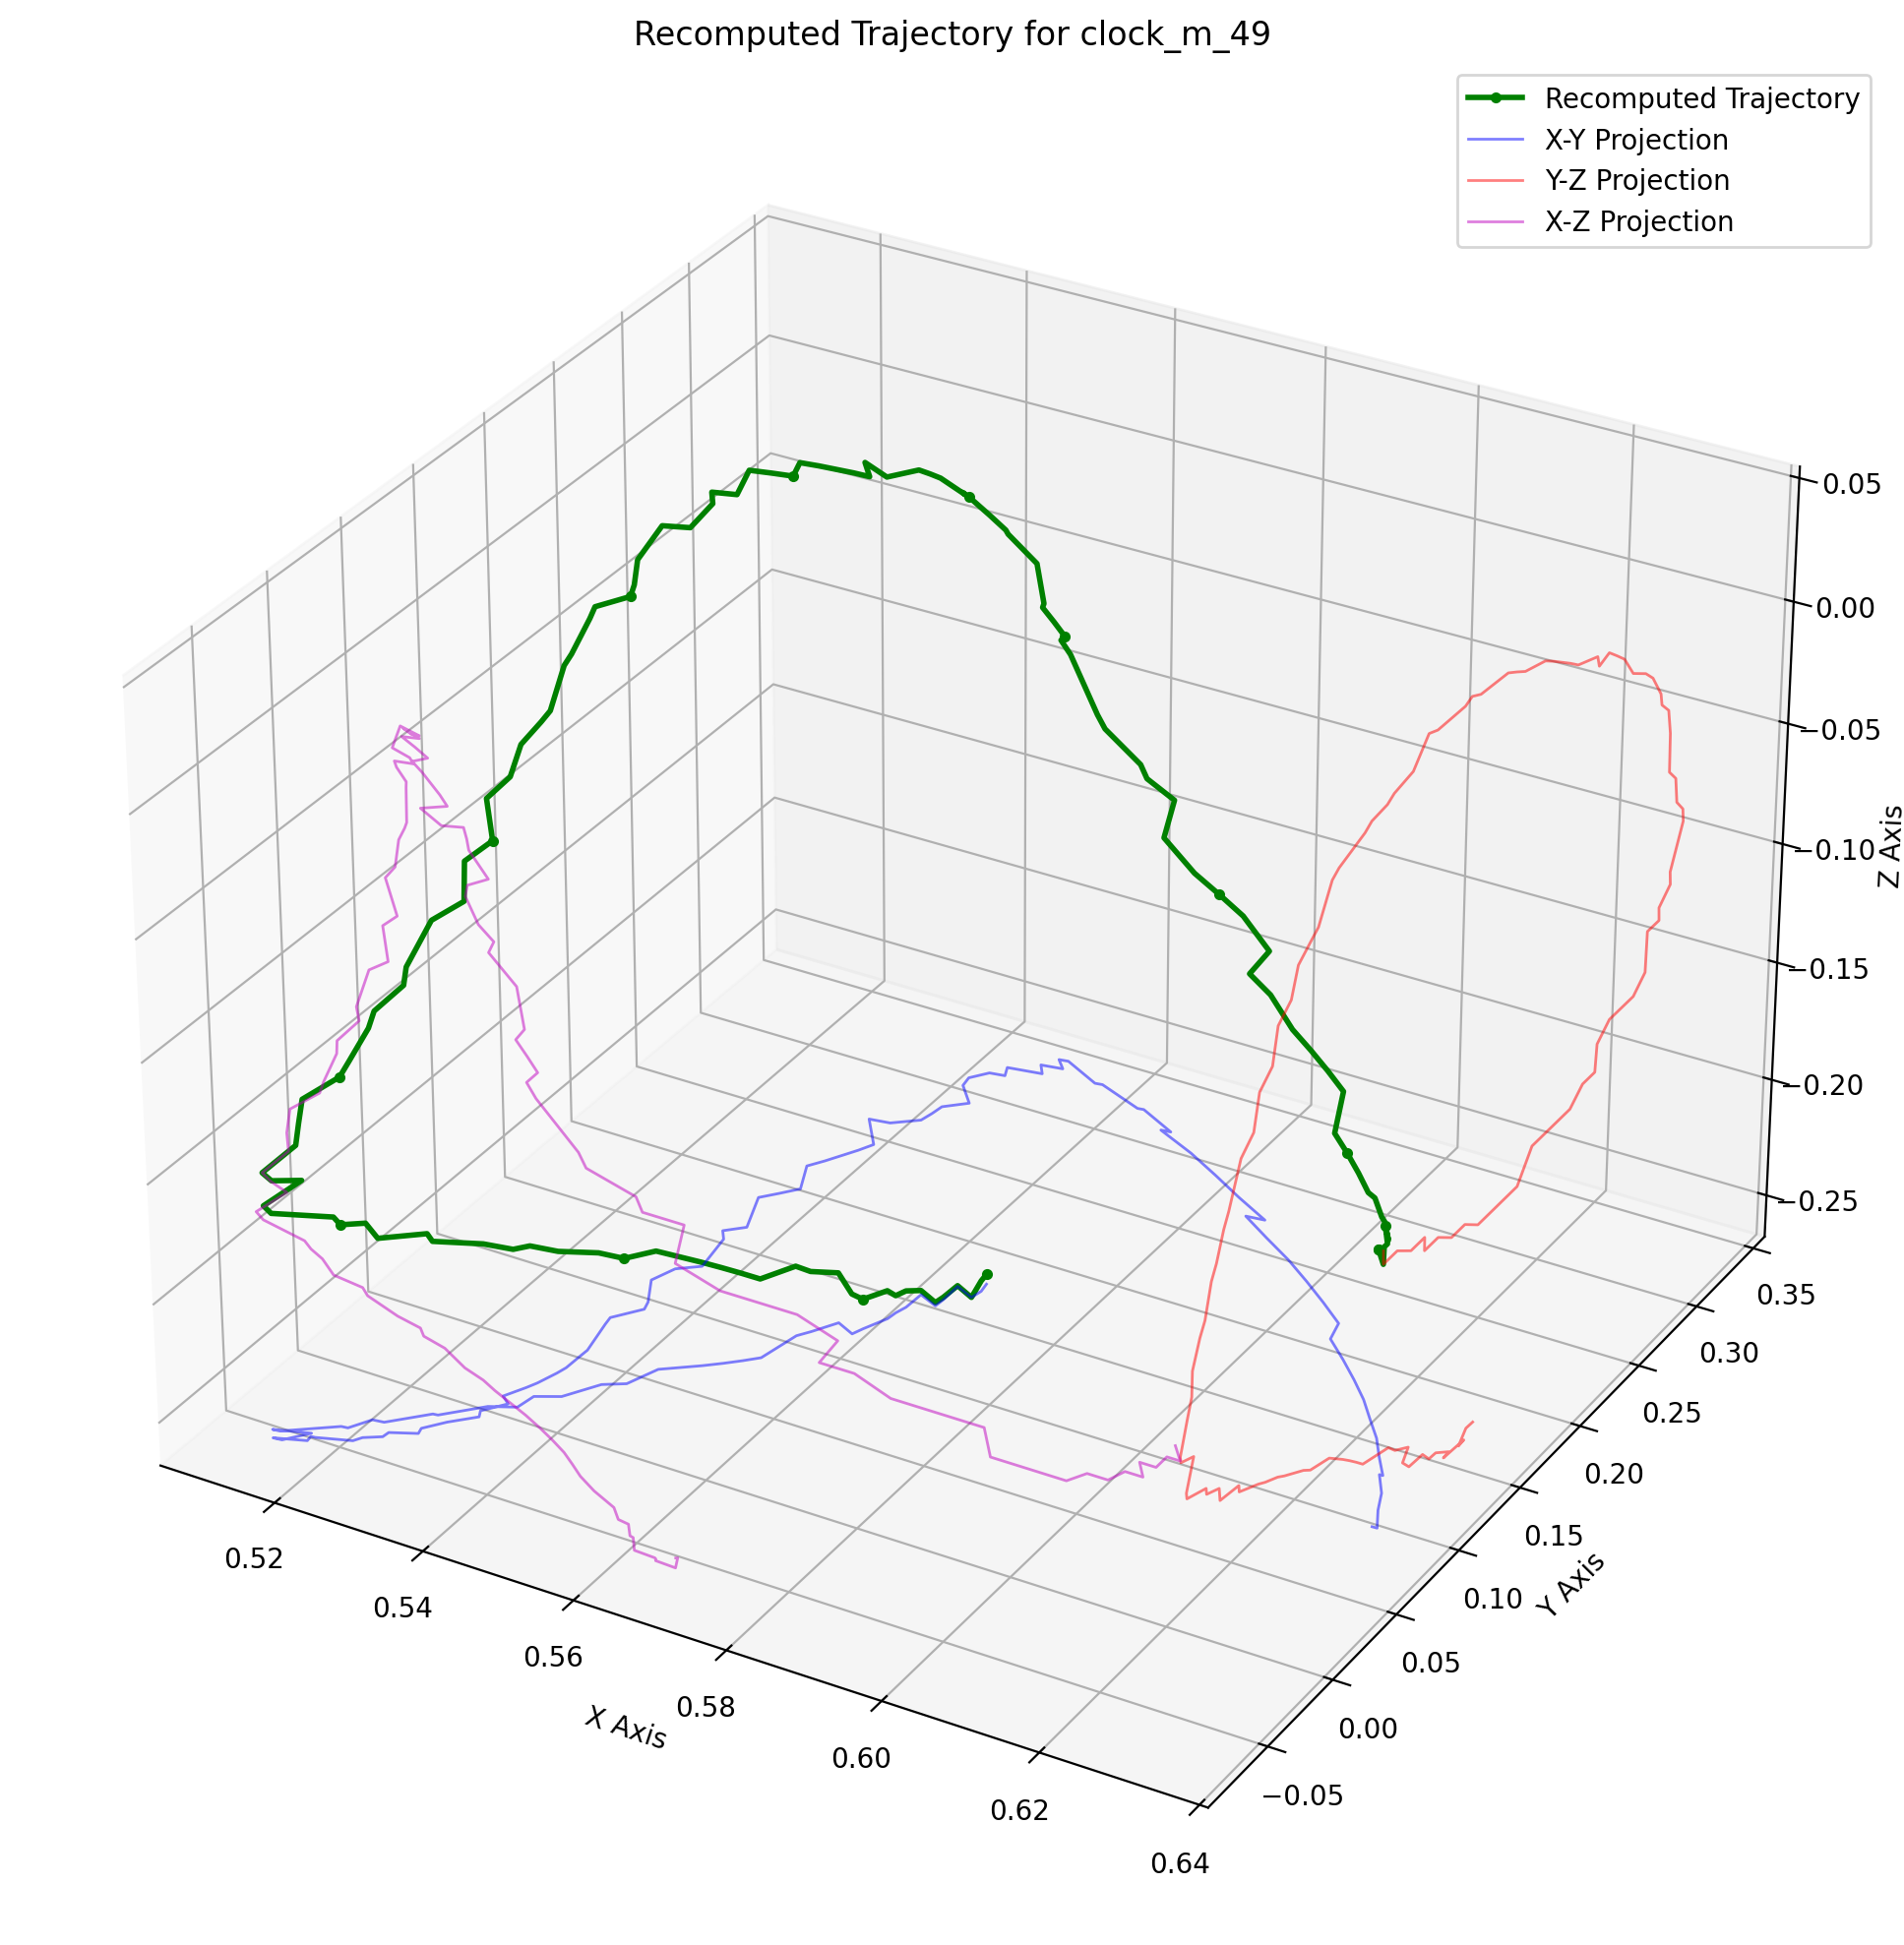 Recomputed Trajectory for clock_m_49
Recomputed Trajectory
X-Y Projection
Y-Z Projection
X-Z Projection
0.05
0.00
−0.05
−0.10
−0.15
−0.20
−0.25
Z Axis
0.35
0.30
0.25
0.20
0.15
0.10
0.05
0.00
−0.05
Y Axis
0.52
0.54
0.56
0.58
0.60
0.62
0.64
X Axis